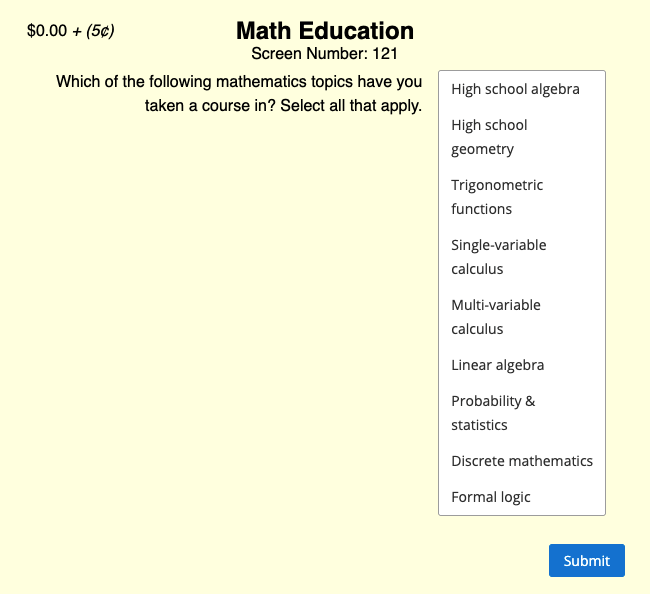 $0.00 + (5¢)
Math Education
Screen Number: 121
Which of the following mathematics topics have you
taken a course in? Select all that apply.
High school algebra
High school
geometry
Trigonometric
functions
Single-variable
calculus
Multi-variable
calculus
Linear algebra
Probability &
statistics
Discrete mathematics
Formal logic
Submit